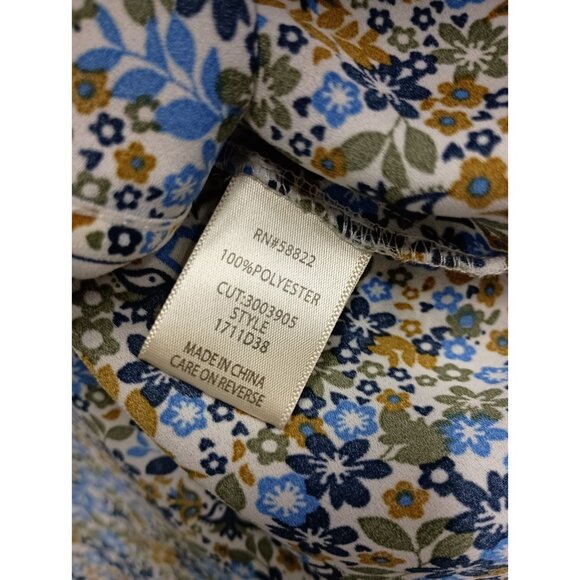 RN#58822
100%POLYESTER
CUT:3003905
STYLE
1711D38
MADE IN CHINA
CARE ON REVERSE